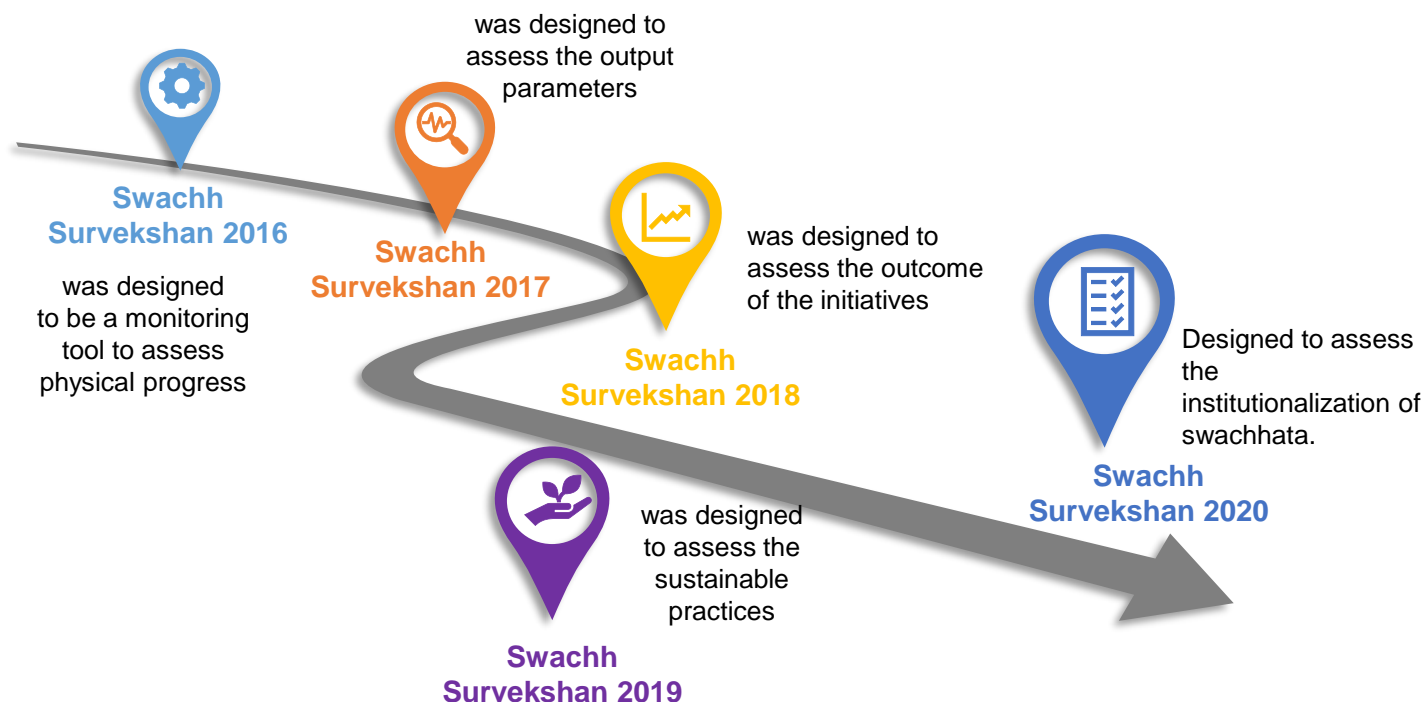 Swachh
Survekshan 2016
was designed
to be a monitoring
tool to assess
physical progress
was designed to
assess the output
parameters
Swachh
Survekshan 2017
was designed to
assess the outcome
of the initiatives
Swachh
Survekshan 2018
was designed
to assess the
sustainable
practices
Swachh
Survekshan 2019
Designed to assess
the
institutionalization of
swachhata.
Swachh
Survekshan 2020